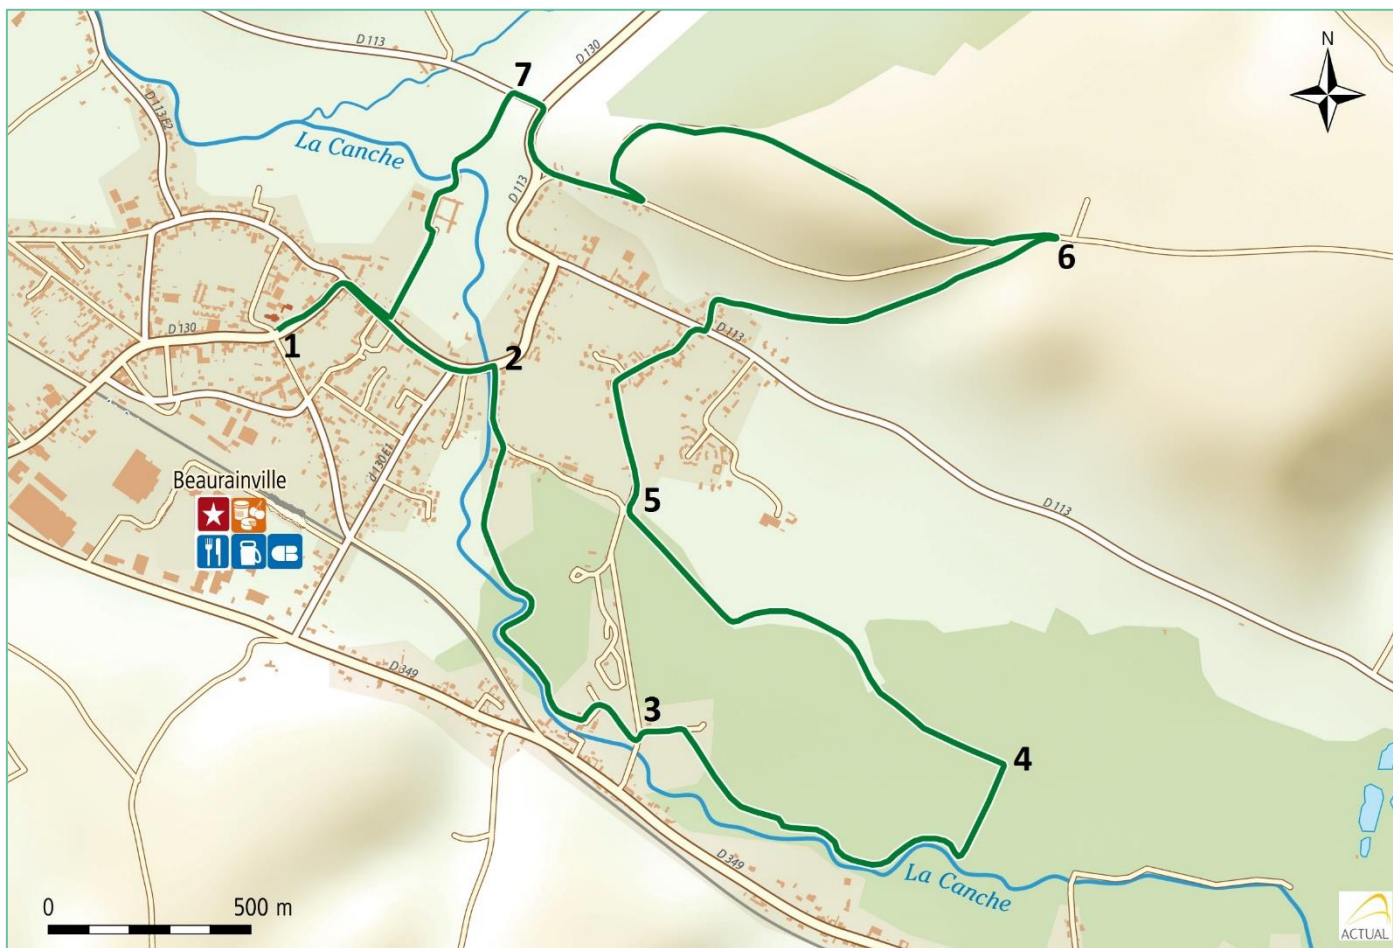 D 113
D 130
7
N
D 113 E2
La Canche
D 113
6
D 130
1
2
D 113
d 130 E1
Beaurainville
5
D 113
D 349
3
4
D 349
La Canche
0 500 m
ACTUAL